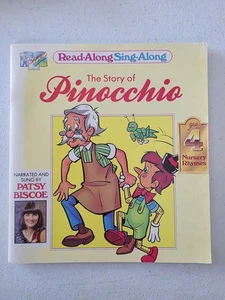 Read-Along Sing-Along
The Story of
Pinocchio
4
Nursery
Rhymes
NARRATED AND
SUNG BY
PATSY
BISCOE